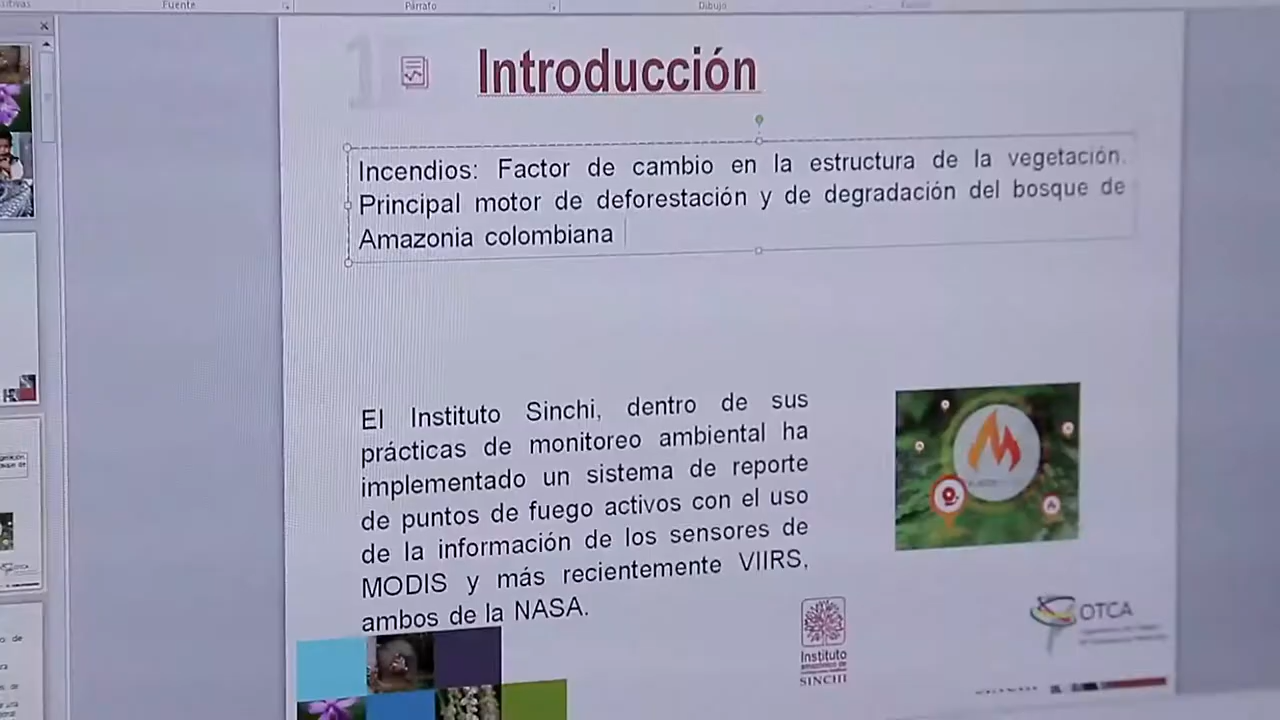 Fuente
Párrafo
Dibujo
Introducción
Incendios: Factor de cambio en la estructura de la vegetación.
Principal motor de deforestación y de degradación del bosque de
Amazonia colombiana
El Instituto Sinchi, dentro de sus
prácticas de monitoreo ambiental ha
implementado un sistema de reporte
de puntos de fuego activos con el uso
de la información de los sensores de
MODIS y más recientemente VIIRS,
ambos de la NASA.
Instituto
amazónico de
SINCHI
OTCA